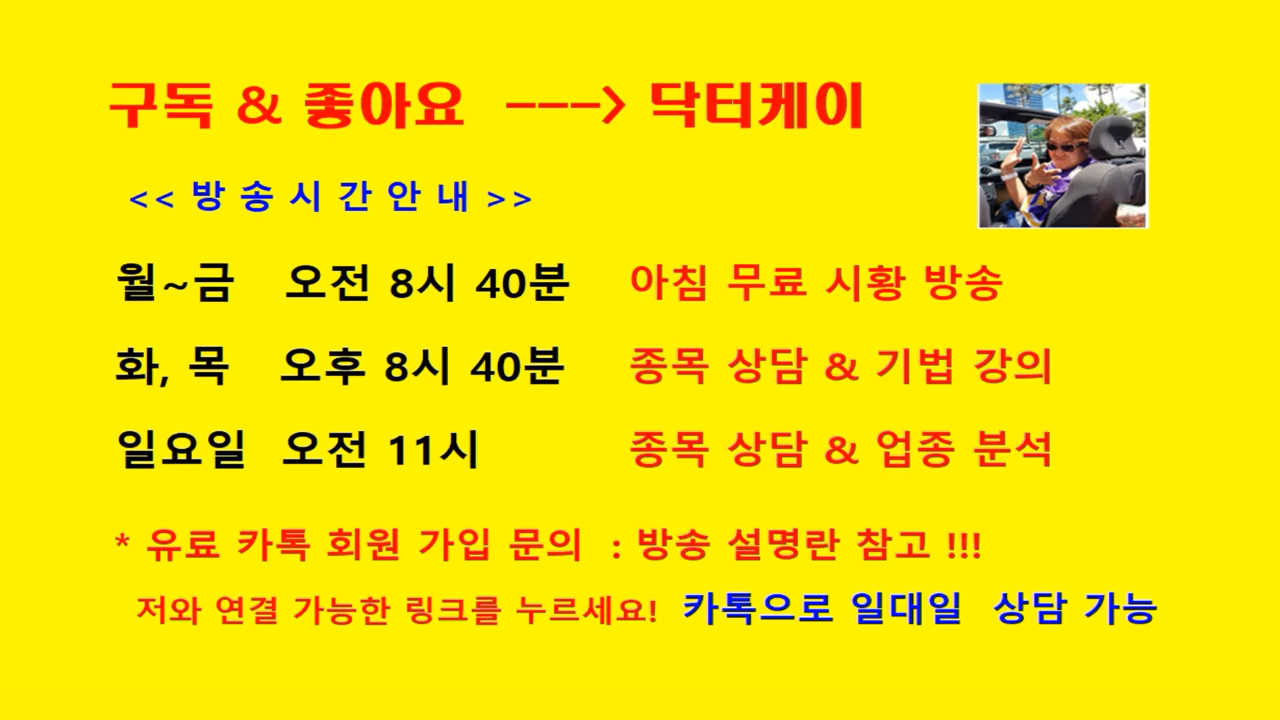 구독 & 좋아요 ---> 닥터케이
<< 방 송 시 간 안 내 >>
월~금 오전 8시 40분 아침 무료 시황 방송
화, 목 오후 8시 40분 종목 상담 & 기법 강의
일요일 오전 11시 종목 상담 & 업종 분석
* 유료 카톡 회원 가입 문의 : 방송 설명란 참고 !!!
저와 연결 가능한 링크를 누르세요! 카톡으로 일대일 상담 가능